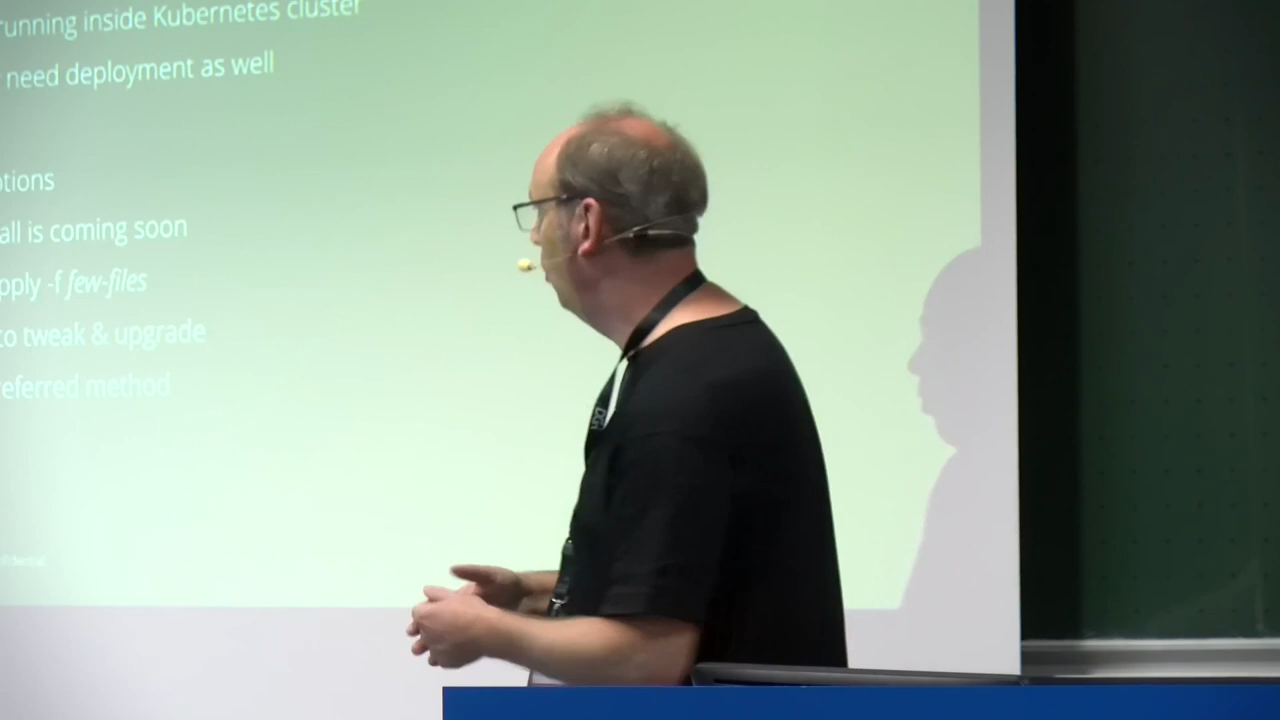 running inside Kubernetes cluster
need deployment as well
otions
all is coming soon
pply -f few-files
to tweak & upgrade
referred method